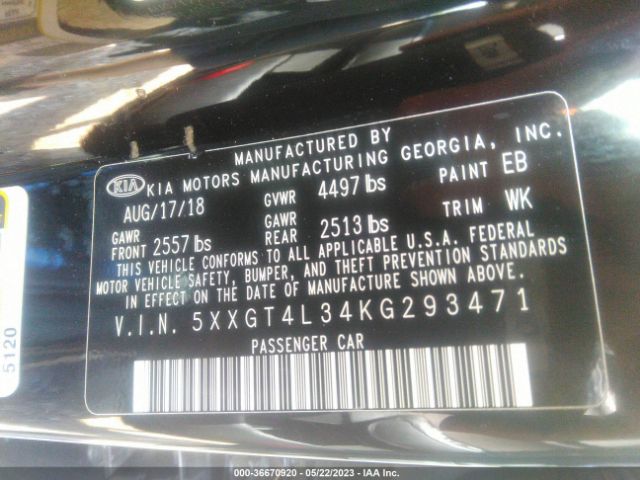 MANUFACTURED BY
KIA KIA MOTORS MANUFACTURING GEORGIA, INC.
AUG/17/18 GVWR 4497 lbs PAINT EB
GAWR FRONT 2557 lbs GAWR REAR 2513 lbs TRIM WK
THIS VEHICLE CONFORMS TO ALL APPLICABLE U.S.A. FEDERAL
MOTOR VEHICLE SAFETY, BUMPER, AND THEFT PREVENTION STANDARDS
IN EFFECT ON THE DATE OF MANUFACTURE SHOWN ABOVE.
V.I.N. 5XXGT4L34KG293471
PASSENGER CAR
5120
000-36670920 - 05/22/2023 - IAA Inc.